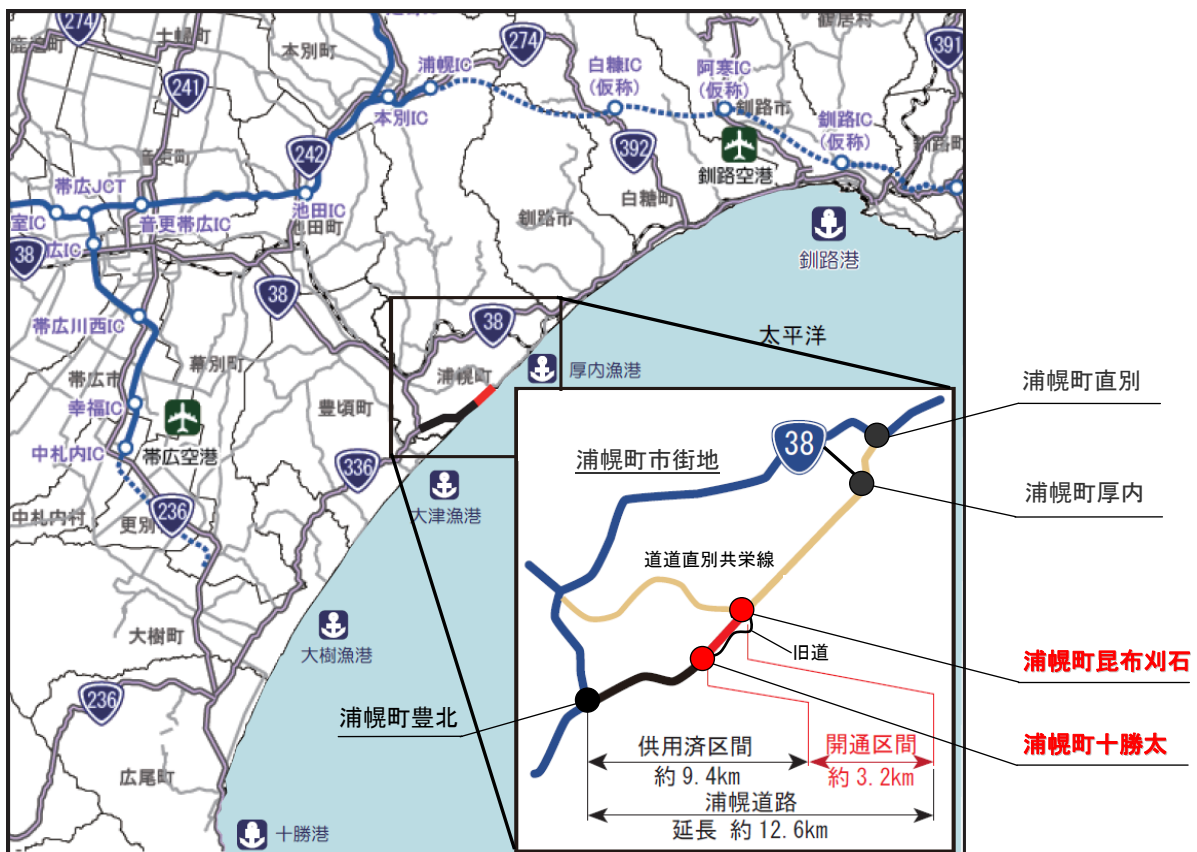 274
士幌町
本別町
浦幌IC
274
白糠IC
(仮称)
阿寒IC
(仮称)
鶴居村
391
鹿追町
241
本別IC
釧路市
釧路IC
(仮称)
釧路町
音更町
242
392
釧路空港
帯広JCT
白糠町
室IC
音更帯広IC
池田IC
池田町
釧路市
釧路港
38
広IC
38
38
太平洋
帯広川西IC
幕別町
浦幌町
厚内漁港
帯広市
豊頃町
幸福IC
帯広空港
中札内IC
336
大津漁港
中札内村
更別
236
大樹町
大樹漁港
236
広尾町
十勝港
浦幌町市街地
38
浦幌町直別
浦幌町厚内
道道直別共栄線
旧道
浦幌町昆布刈石
浦幌町豊北
浦幌町十勝太
供用済区間
約 9.4km
開通区間
約 3.2km
浦幌道路
延長 約 12.6km